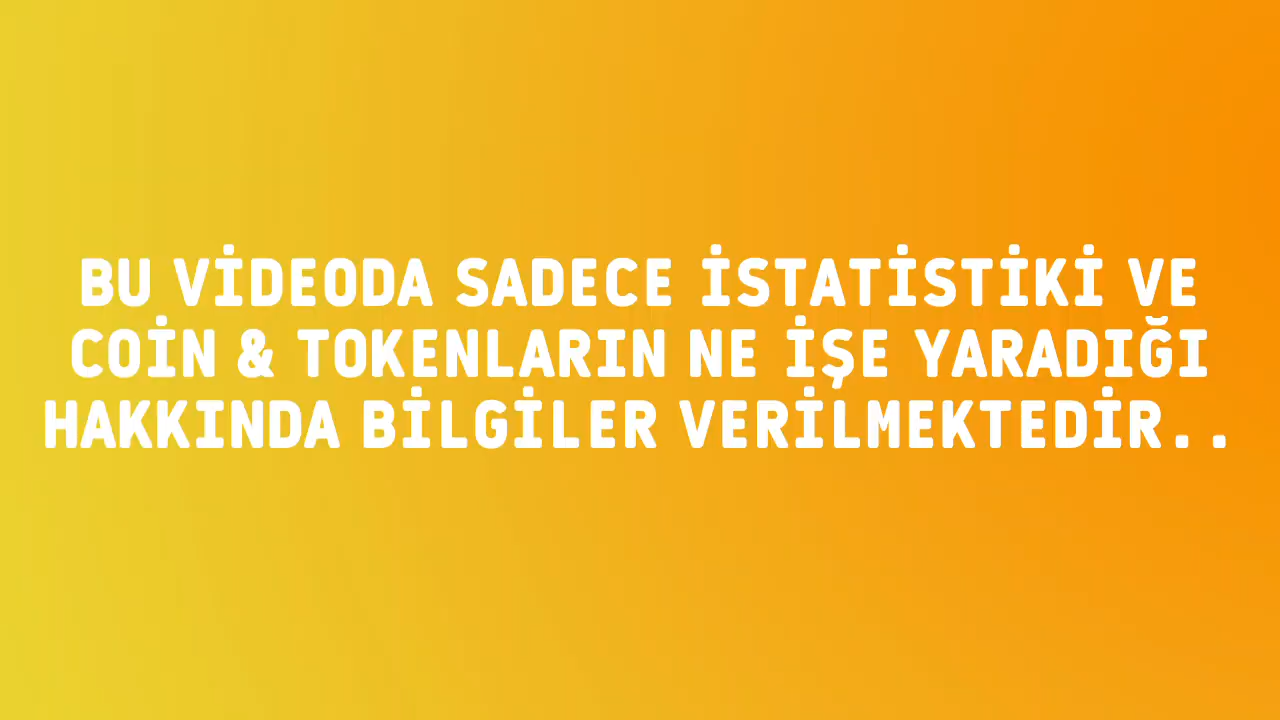 BU VİDEODA SADECE İSTATİSTİKİ VE
COİN & TOKENLARIN NE İŞE YARADIĞI
HAKKINDA BİLGİLER VERİLMEKTEDİR..